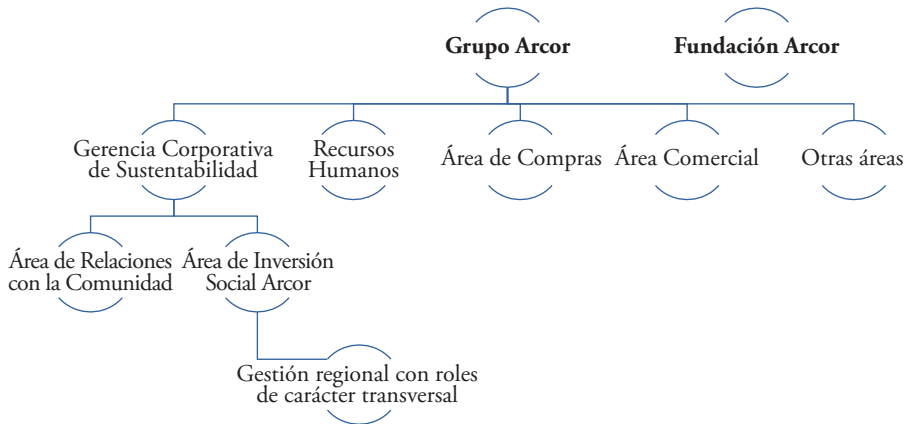 Grupo Arcor
Fundación Arcor
Gerencia Corporativa
de Sustentabilidad
Recursos
Humanos
Área de Compras
Área Comercial
Otras áreas
Área de Relaciones
con la Comunidad
Área de Inversión
Social Arcor
Gestión regional con roles
de carácter transversal